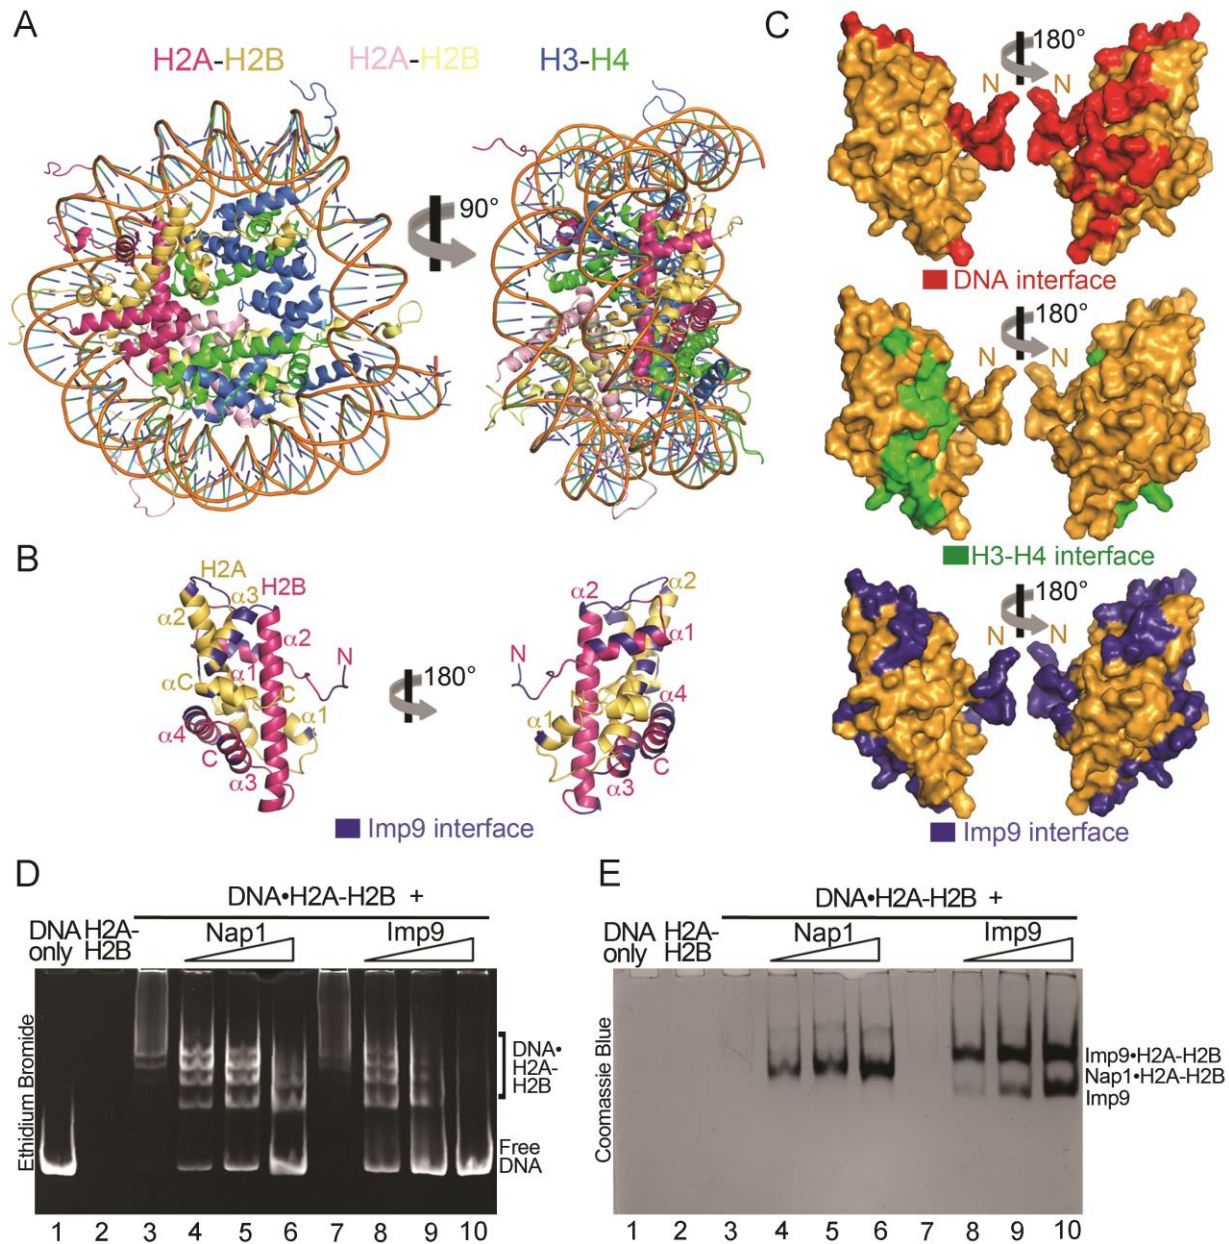 A
H2A-H2B H2A-H2B H3-H4
90°
B
H2A
H2B
α3
α2
α2
α1
αC
C
α1
α4
C
α3
N
180°
α2
α2
α1
N
α4
α1
C
α3
Imp9 interface
C
180°
N N
DNA interface
180°
N N
H3-H4 interface
180°
N N
Imp9 interface
D
DNA•H2A-H2B +
DNA only
H2A-H2B
Nap1
Imp9
Ethidium Bromide
DNA•
H2A-
H2B
Free
DNA
1 2 3 4 5 6 7 8 9 10
E
DNA•H2A-H2B +
DNA only
H2A-H2B
Nap1
Imp9
Coomassie Blue
Imp9•H2A-H2B
Nap1•H2A-H2B
Imp9
1 2 3 4 5 6 7 8 9 10